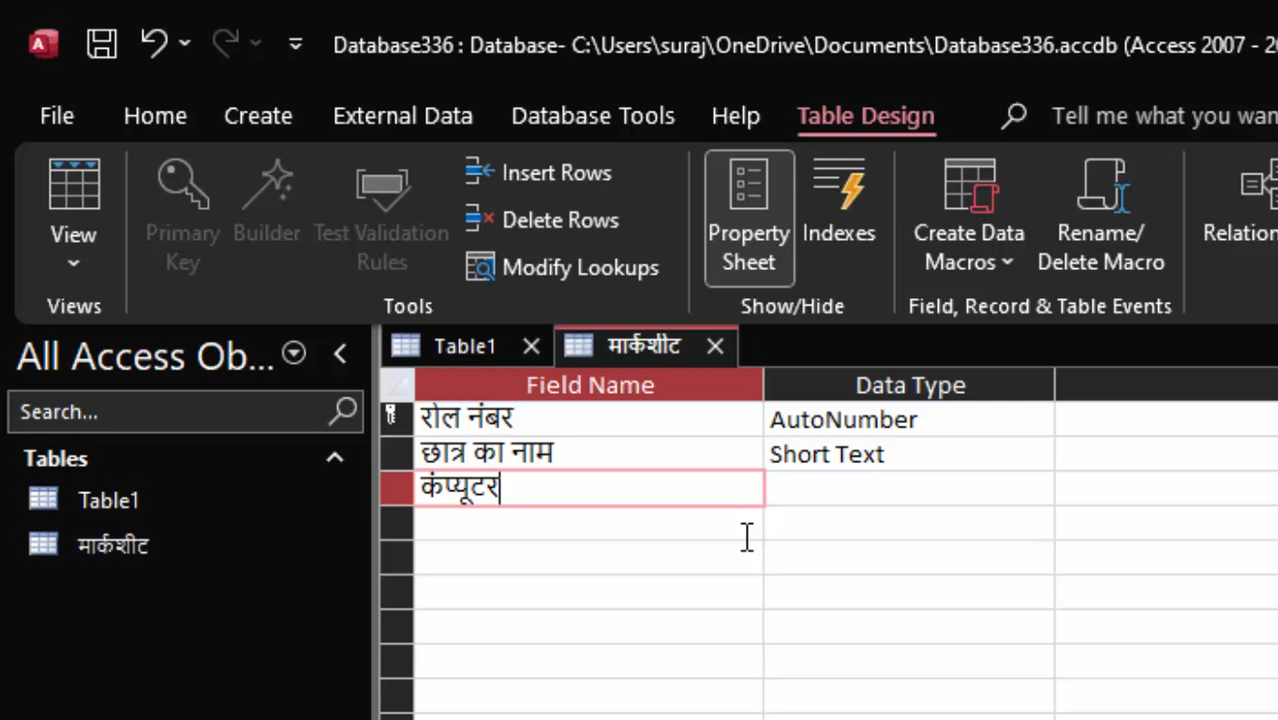 Database336 : Database- C:\Users\suraj\OneDrive\Documents\Database336.accdb (Access 2007 -
File Home Create External Data Database Tools Help Table Design Tell me what you
View
Views
Primary Key
Builder
Test Validation Rules
Insert Rows
Delete Rows
Modify Lookups
Tools
Property Sheet
Indexes
Show/Hide
Create Data Macros
Rename/ Delete Macro
Field, Record & Table Events
All Access Ob...
Search...
Tables
Table1
मार्कशीट
Table1 मार्कशीट
Field Name Data Type
रोल नंबर AutoNumber
छात्र का नाम Short Text
कंप्यूटर